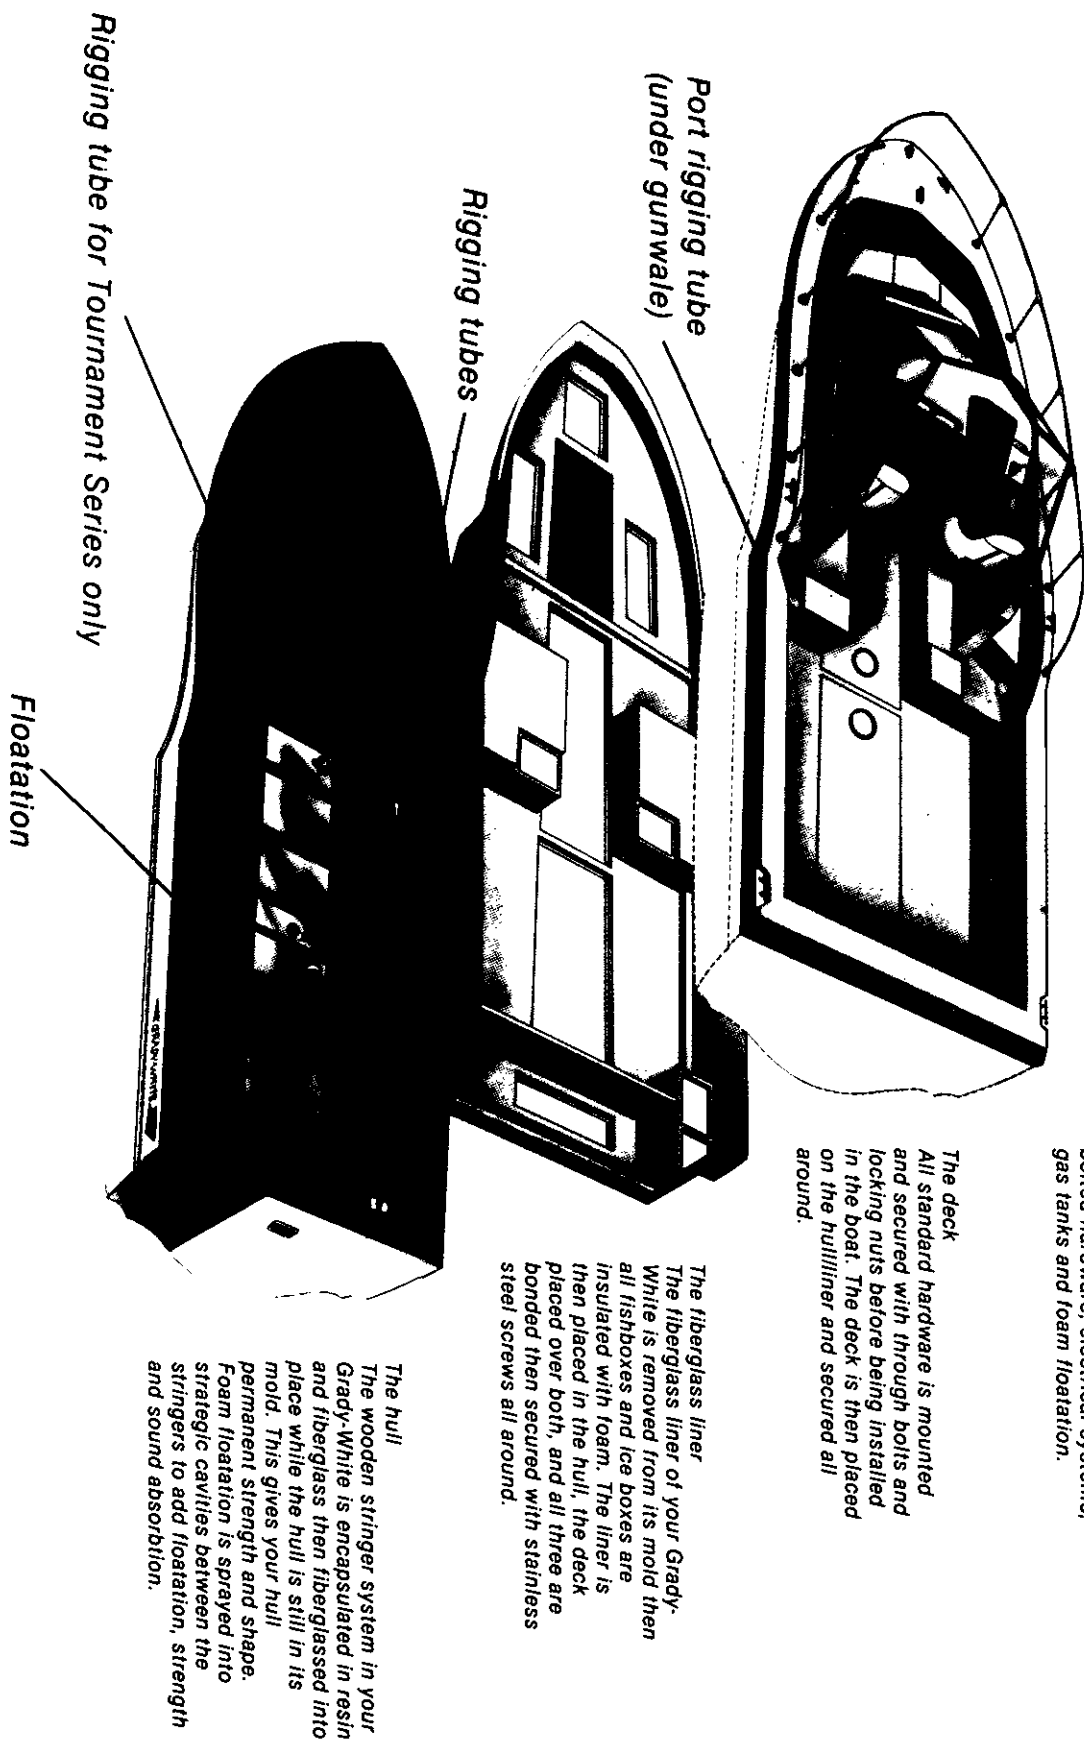 gas tanks and foam floatation.
The deck
All standard hardware is mounted
and secured with through bolts and
locking nuts before being installed
in the boat. The deck is then placed
on the hull/liner and secured all
around.
Port rigging tube
(under gunwale)
The fiberglass liner
The fiberglass liner of your Grady-
White is removed from its mold then
all fishboxes and ice boxes are
insulated with foam. The liner is
then placed in the hull, the deck
placed over both, and all three are
bonded then secured with stainless
steel screws all around.
Rigging tubes
The hull
The wooden stringer system in your
Grady-White is encapsulated in resin
and fiberglass then fiberglassed into
place while the hull is still in its
mold. This gives your hull
permanent strength and shape.
Foam floatation is sprayed into
strategic cavities between the
stringers to add floatation, strength
and sound absorbtion.
Rigging tube for Tournament Series only
Floatation
GRADY-WHITE